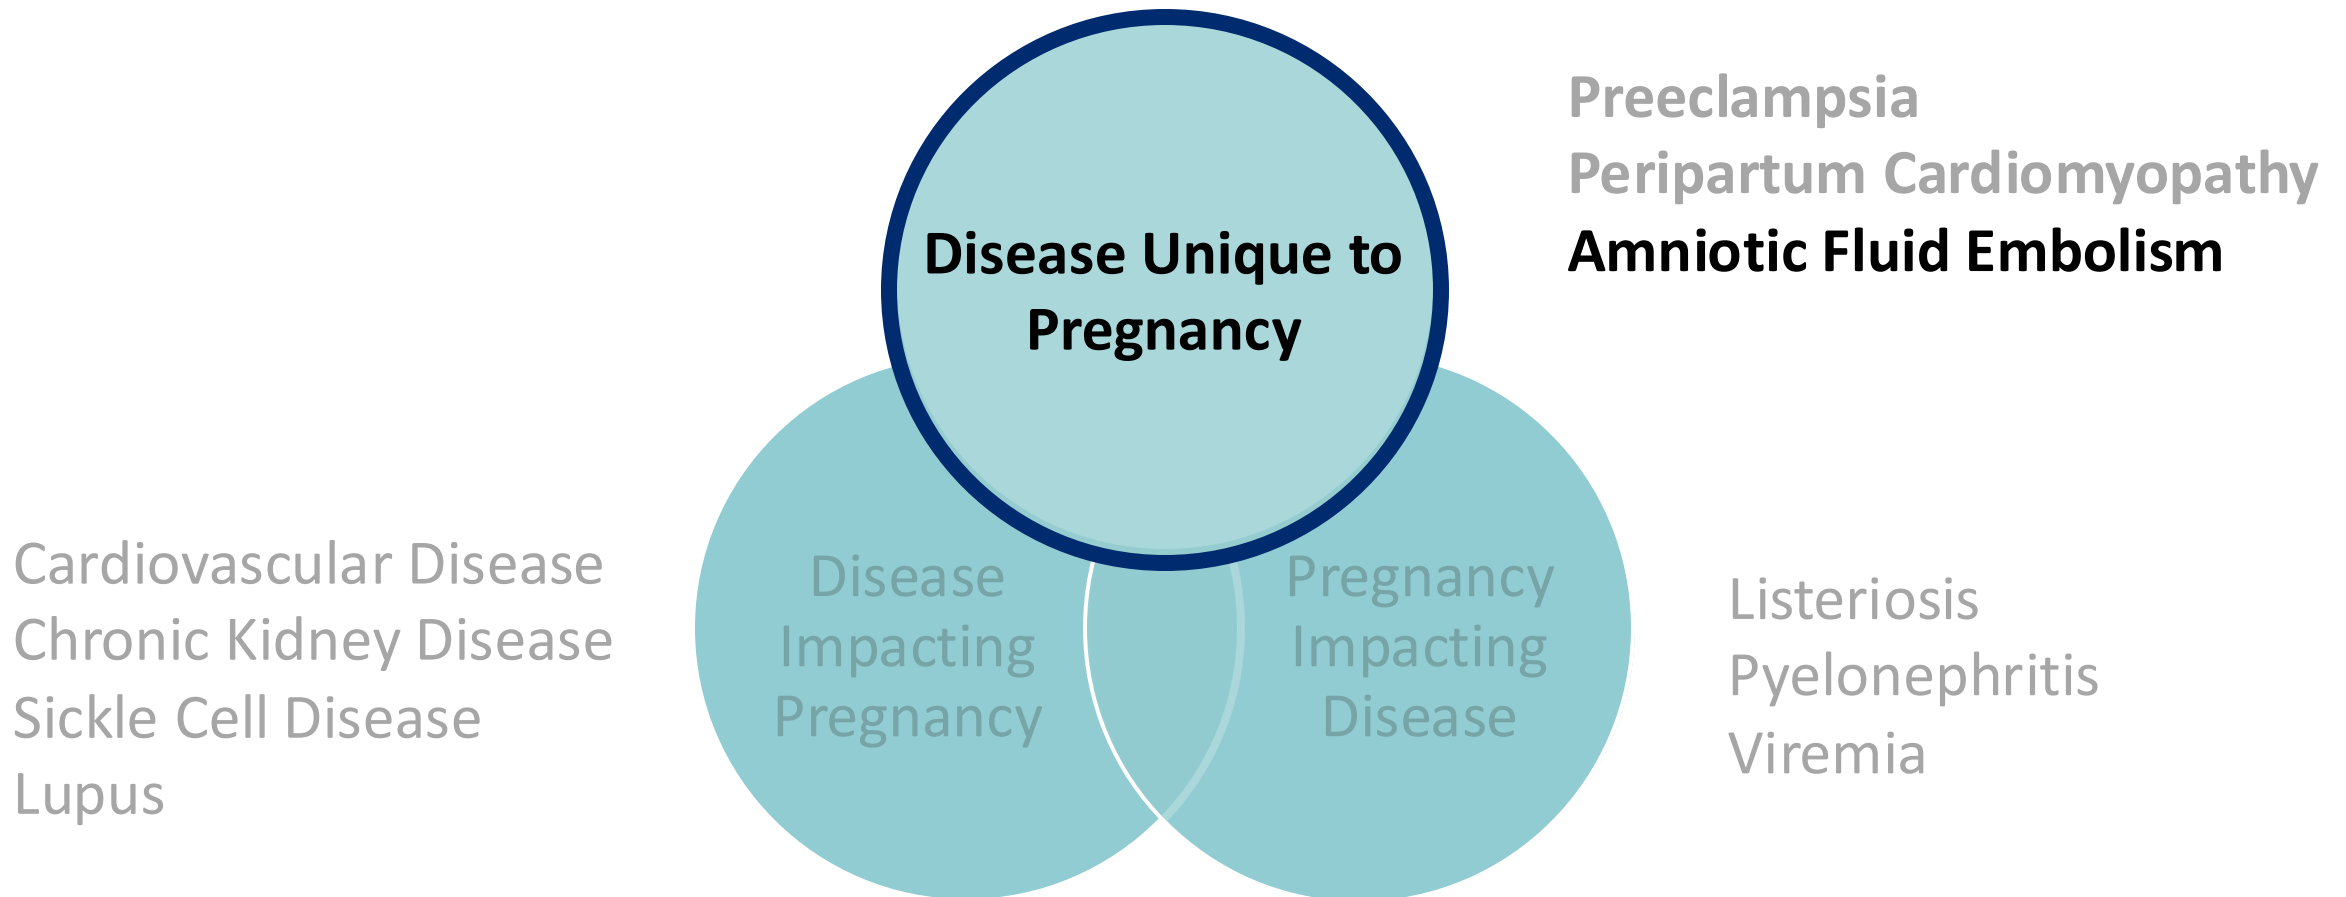 Preeclampsia
Peripartum Cardiomyopathy
Amniotic Fluid Embolism
Disease Unique to
Pregnancy
Cardiovascular Disease
Chronic Kidney Disease
Sickle Cell Disease
Lupus
Disease
Impacting
Pregnancy
Pregnancy
Impacting
Disease
Listeriosis
Pyelonephritis
Viremia